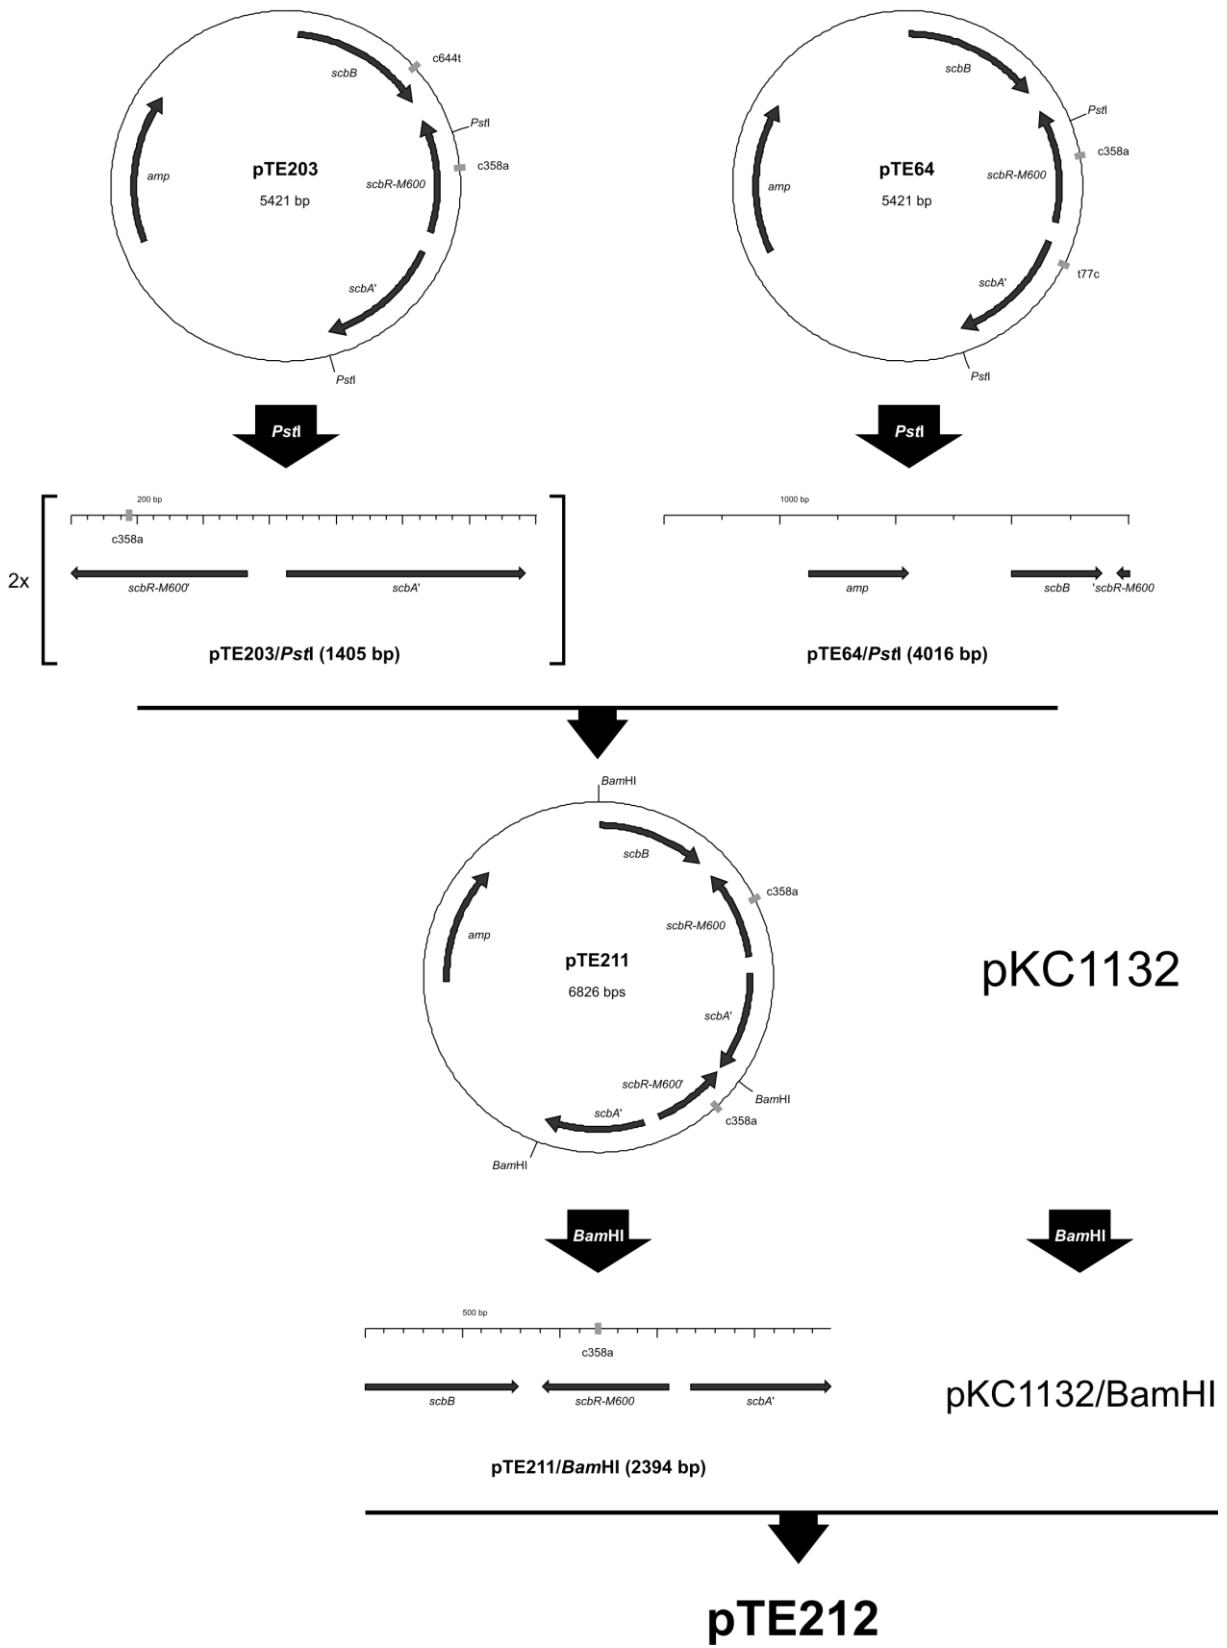 scbB
c644t
PstI
c358a
scbR-M600
scbA'
PstI
amp
pTE203
5421 bp
scbB
PstI
c358a
scbR-M600
t77c
scbA'
PstI
amp
pTE64
5421 bp
PstI
PstI
2x
200 bp
c358a
scbR-M600'
scbA'
pTE203/PstI (1405 bp)
1000 bp
amp
scbB
'scbR-M600
pTE64/PstI (4016 bp)
BamHI
scbB
c358a
scbR-M600
amp
pTE211
6826 bps
scbA'
scbR-M600'
BamHI
scbA'
c358a
BamHI
pKC1132
BamHI
BamHI
500 bp
c358a
scbB
scbR-M600
scbA'
pTE211/BamHI (2394 bp)
pKC1132/BamHI
pTE212